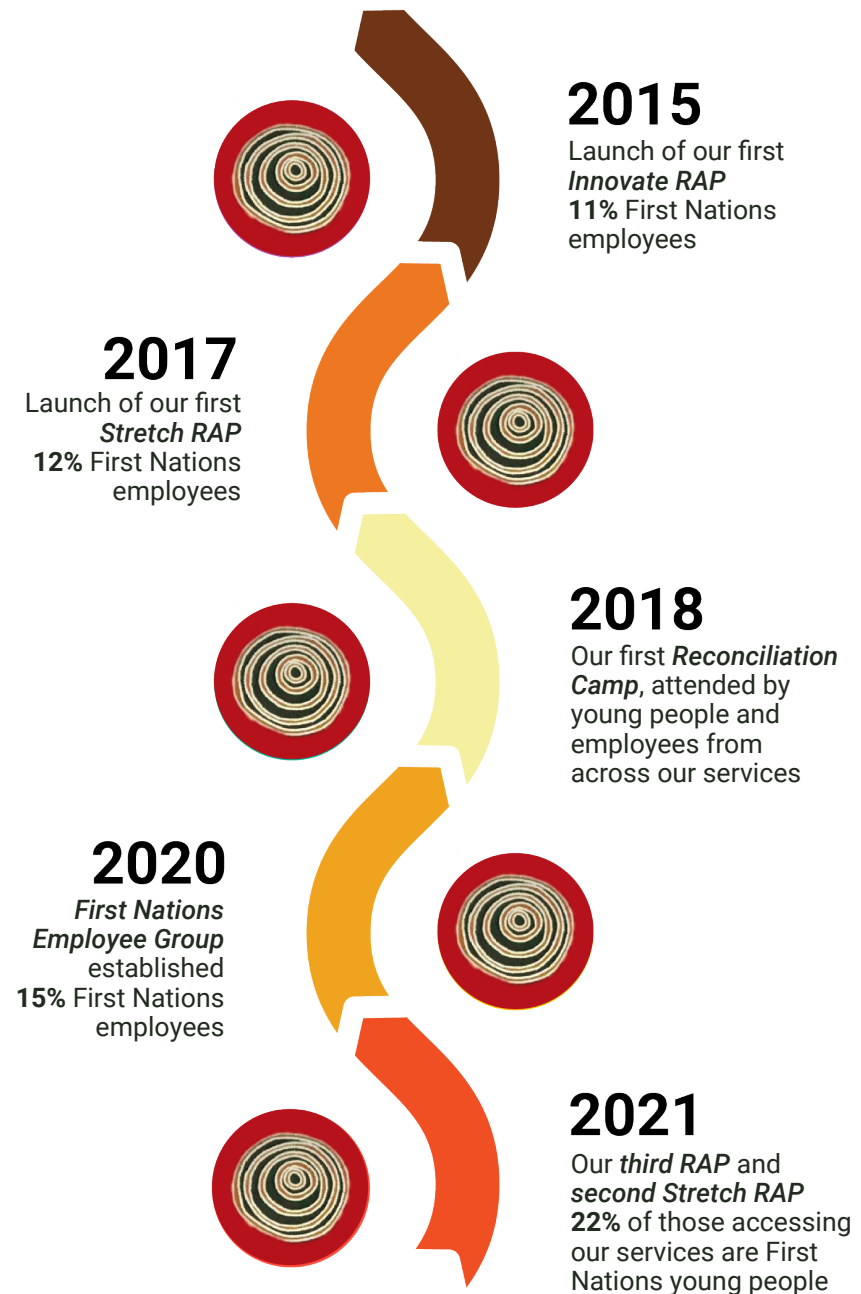 2015
Launch of our first
Innovate RAP
11% First Nations
employees
2017
Launch of our first
Stretch RAP
12% First Nations
employees
2018
Our first Reconciliation
Camp, attended by
young people and
employees from
across our services
2020
First Nations
Employee Group
established
15% First Nations
employees
2021
Our third RAP and
second Stretch RAP
22% of those accessing
our services are First
Nations young people